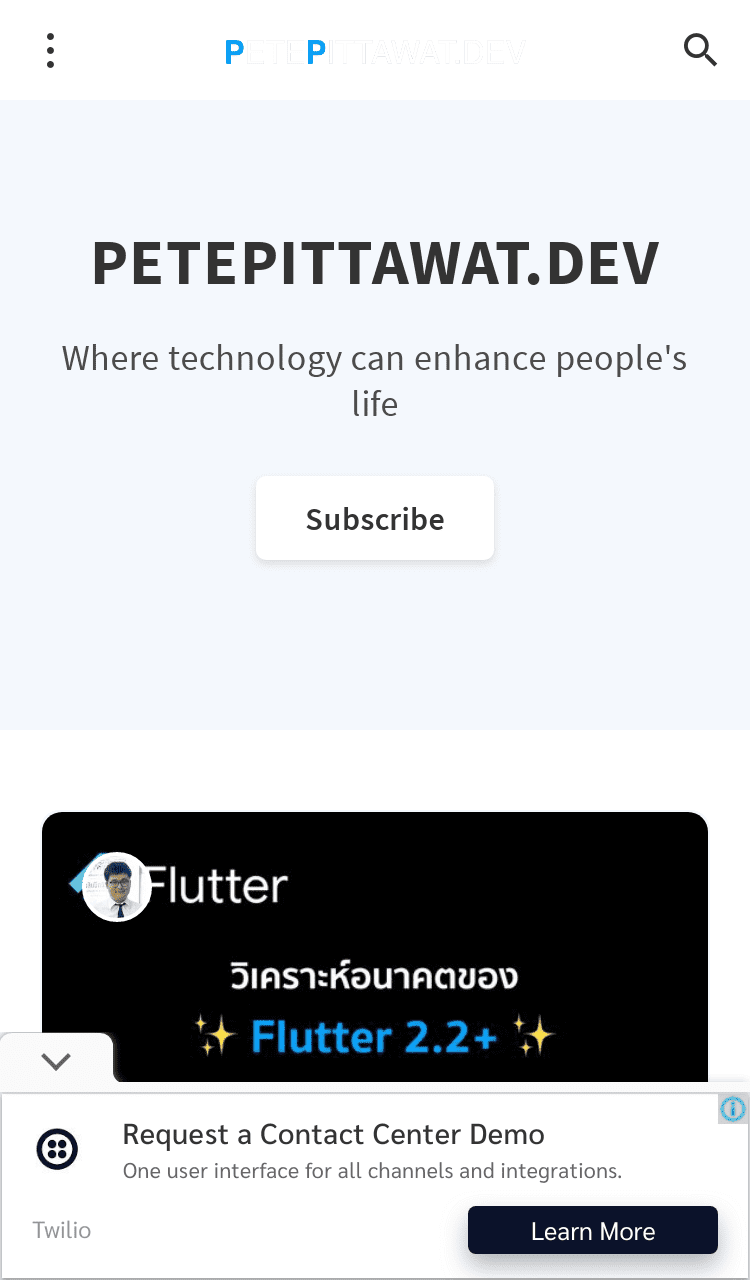 PETEPITTAWAT.DEV
PETEPITTAWAT.DEV
Where technology can enhance people's
life
Subscribe
Flutter
วิเคราะห์อนาคตของ
✨ Flutter 2.2+ ✨
Request a Contact Center Demo
One user interface for all channels and integrations.
Twilio
Learn More